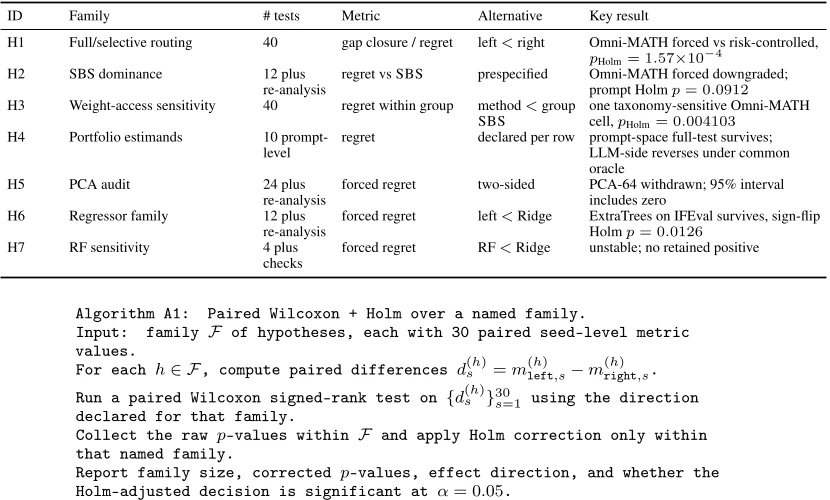 ID Family # tests Metric Alternative Key result
H1 Full/selective routing 40 gap closure / regret left < right Omni-MATH forced vs risk-controlled,
p_Holm = 1.57×10^−4
H2 SBS dominance 12 plus regret vs SBS prespecified Omni-MATH forced downgraded;
re-analysis prompt Holm p = 0.0912
H3 Weight-access sensitivity 40 regret within group method < group one taxonomy-sensitive Omni-MATH
SBS cell, p_Holm = 0.004103
H4 Portfolio estimands 10 prompt- regret declared per row prompt-space full-test survives;
level LLM-side reverses under common
oracle
H5 PCA audit 24 plus forced regret two-sided PCA-64 withdrawn; 95% interval
re-analysis includes zero
H6 Regressor family 12 plus forced regret left < Ridge ExtraTrees on IFEval survives, sign-flip
re-analysis Holm p = 0.0126
H7 RF sensitivity 4 plus forced regret RF < Ridge unstable; no retained positive
checks
Algorithm A1: Paired Wilcoxon + Holm over a named family.
Input: family F of hypotheses, each with 30 paired seed-level metric
values.
For each h ∈ F, compute paired differences d_s^(h) = m_left,s^(h) − m_right,s^(h).
Run a paired Wilcoxon signed-rank test on {d_s^(h)}_{s=1}^{30} using the direction
declared for that family.
Collect the raw p-values within F and apply Holm correction only within
that named family.
Report family size, corrected p-values, effect direction, and whether the
Holm-adjusted decision is significant at α = 0.05.